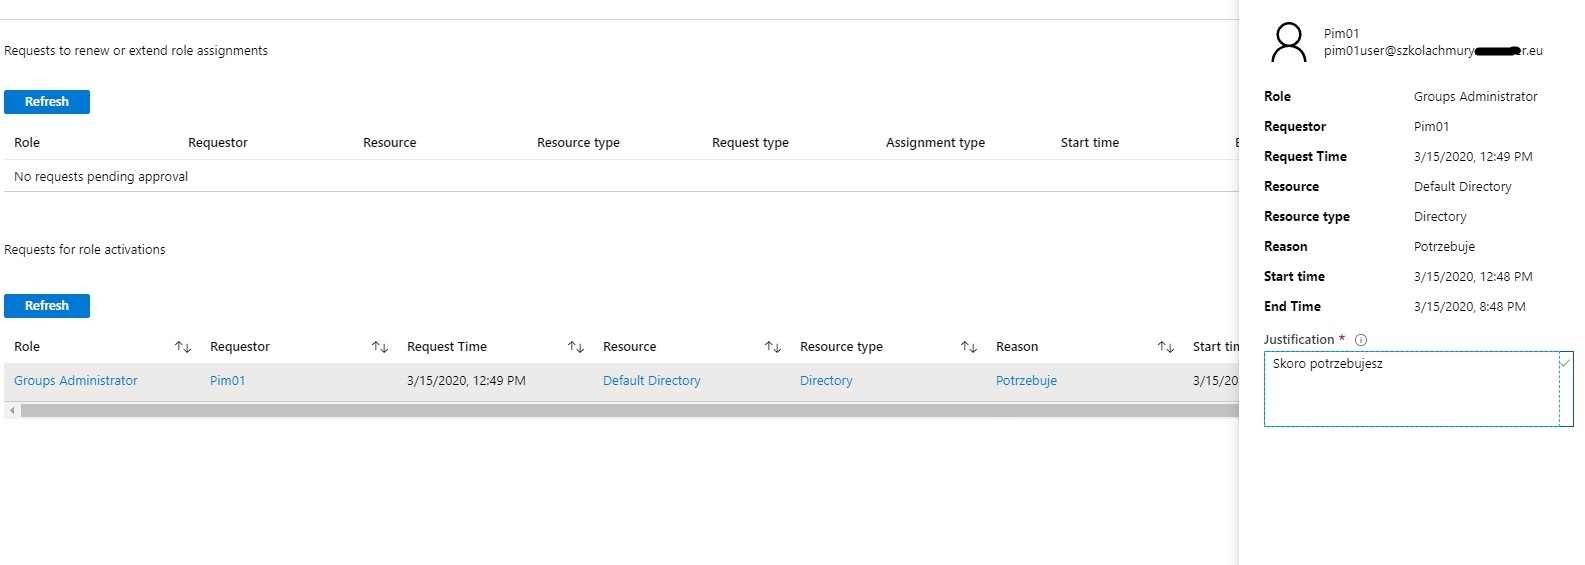 Requests to renew or extend role assignments
Refresh
Role Requestor Resource Resource type Request type Assignment type Start time
No requests pending approval
Requests for role activations
Refresh
Role Requestor Request Time Resource Resource type Reason Start tim
Groups Administrator Pim01 3/15/2020, 12:49 PM Default Directory Directory Potrzebuje 3/15/20
Pim01
pim01user@szkolachmury r.eu
Role Groups Administrator
Requestor Pim01
Request Time 3/15/2020, 12:49 PM
Resource Default Directory
Resource type Directory
Reason Potrzebuje
Start time 3/15/2020, 12:48 PM
End Time 3/15/2020, 8:48 PM
Justification *
Skoro potrzebujesz